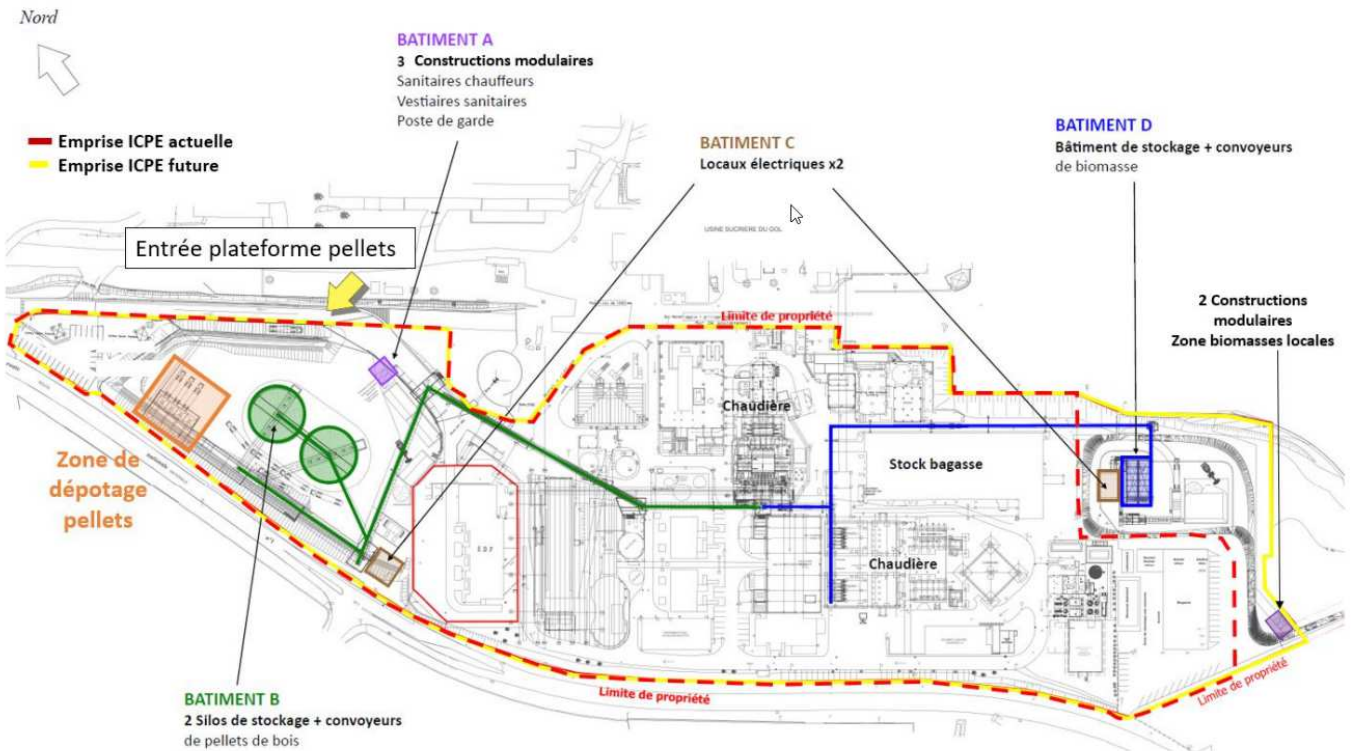 Nord
BATIMENT A
3 Constructions modulaires
Sanitaires chauffeurs
Vestiaires sanitaires
Poste de garde
Emprise ICPE actuelle
Emprise ICPE future
BATIMENT C
Locaux électriques x2
BATIMENT D
Bâtiment de stockage + convoyeurs
de biomasse
USINE SUCRIERE DU GOL
Entrée plateforme pellets
2 Constructions
modulaires
Zone biomasses locales
Limite de propriété
Chaudière
Stock bagasse
Zone de
dépotage
pellets
Chaudière
Limite de propriété
Limite de propriété
BATIMENT B
2 Silos de stockage + convoyeurs
de pellets de bois